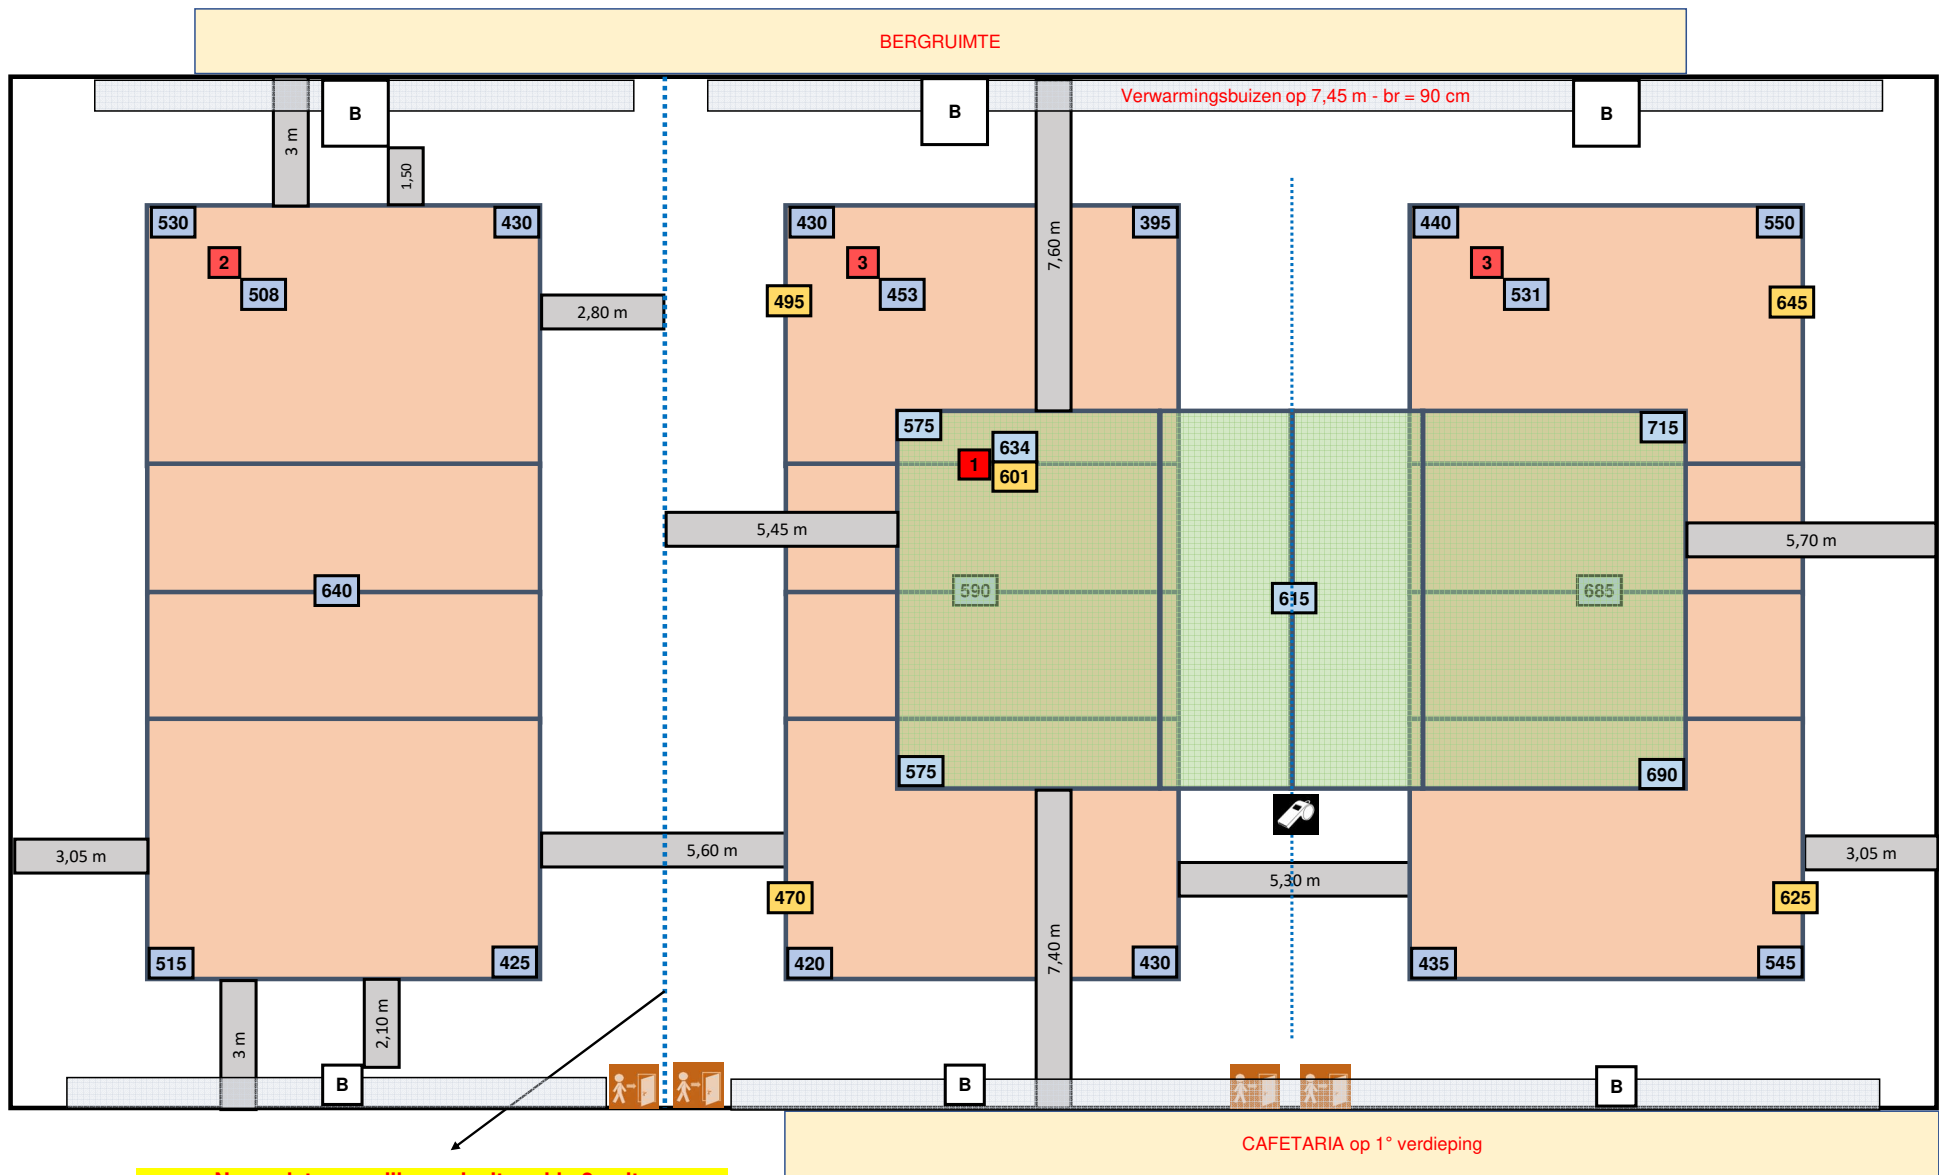 BERGRUIMTE
Verwarmingsbuizen op 7,45 m - br = 90 cm
B
B
B
3 m
1,50
7,60 m
530
430
430
395
440
550
2
508
3
453
3
531
2,80 m
495
645
575
715
634
1
601
5,45 m
5,70 m
640
590
615
685
575
690
3,05 m
5,60 m
5,30 m
3,05 m
470
625
7,40 m
515
425
420
430
435
545
3 m
2,10 m
B
B
B
CAFETARIA op 1° verdieping